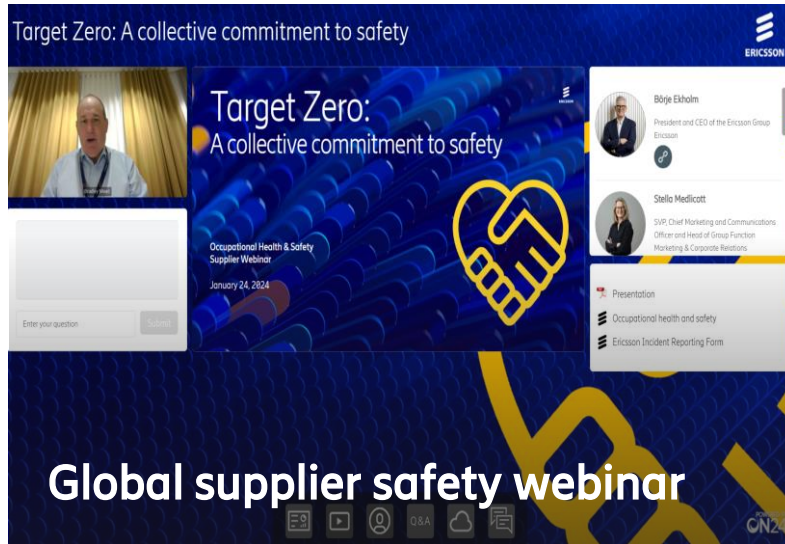 Target Zero: A collective commitment to safety
ERICSSON
Target Zero:
A collective commitment to safety
ERICSSON
Occupational Health & Safety
Supplier Webinar
January 24, 2024
Börje Ekholm
President and CEO of the Ericsson Group
Ericsson
Stella Medlicott
SVP, Chief Marketing and Communications
Officer and Head of Group Function
Marketing & Corporate Relations
Enter your question
Submit
Presentation
Occupational health and safety
Ericsson Incident Reporting Form
Global supplier safety webinar
Q&A
ON24